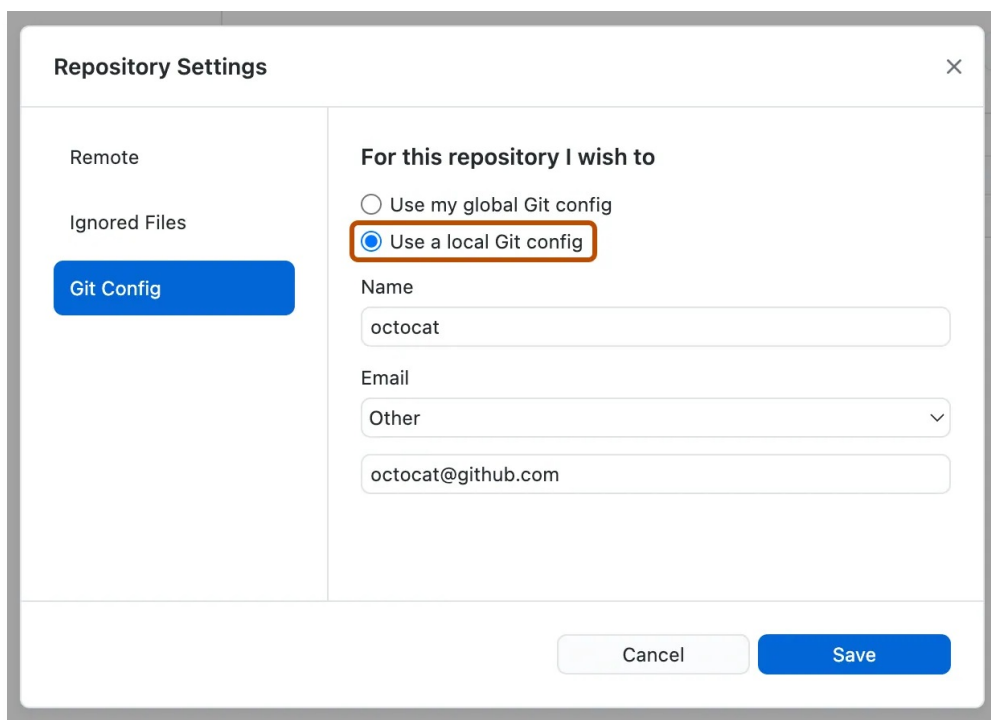 Repository Settings
Remote
Ignored Files
Git Config
For this repository I wish to
Use my global Git config
Use a local Git config
Name
octocat
Email
Other
octocat@github.com
Cancel
Save